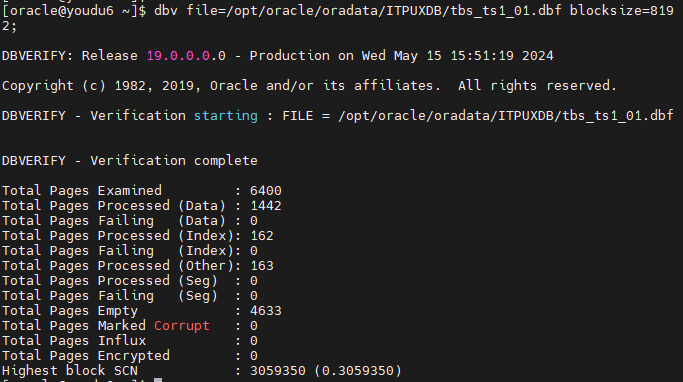 [oracle@youdu6 ~]$ dbv file=/opt/oracle/oradata/ITPUXDB/tbs_ts1_01.dbf blocksize=819
2;
DBVERIFY: Release 19.0.0.0.0 - Production on Wed May 15 15:51:19 2024
Copyright (c) 1982, 2019, Oracle and/or its affiliates.  All rights reserved.
DBVERIFY - Verification starting : FILE = /opt/oracle/oradata/ITPUXDB/tbs_ts1_01.dbf
DBVERIFY - Verification complete
Total Pages Examined         : 6400
Total Pages Processed (Data) : 1442
Total Pages Failing   (Data) : 0
Total Pages Processed (Index): 162
Total Pages Failing   (Index): 0
Total Pages Processed (Other): 163
Total Pages Processed (Seg)  : 0
Total Pages Failing   (Seg)  : 0
Total Pages Empty            : 4633
Total Pages Marked Corrupt   : 0
Total Pages Influx           : 0
Total Pages Encrypted        : 0
Highest block SCN            : 3059350 (0.3059350)